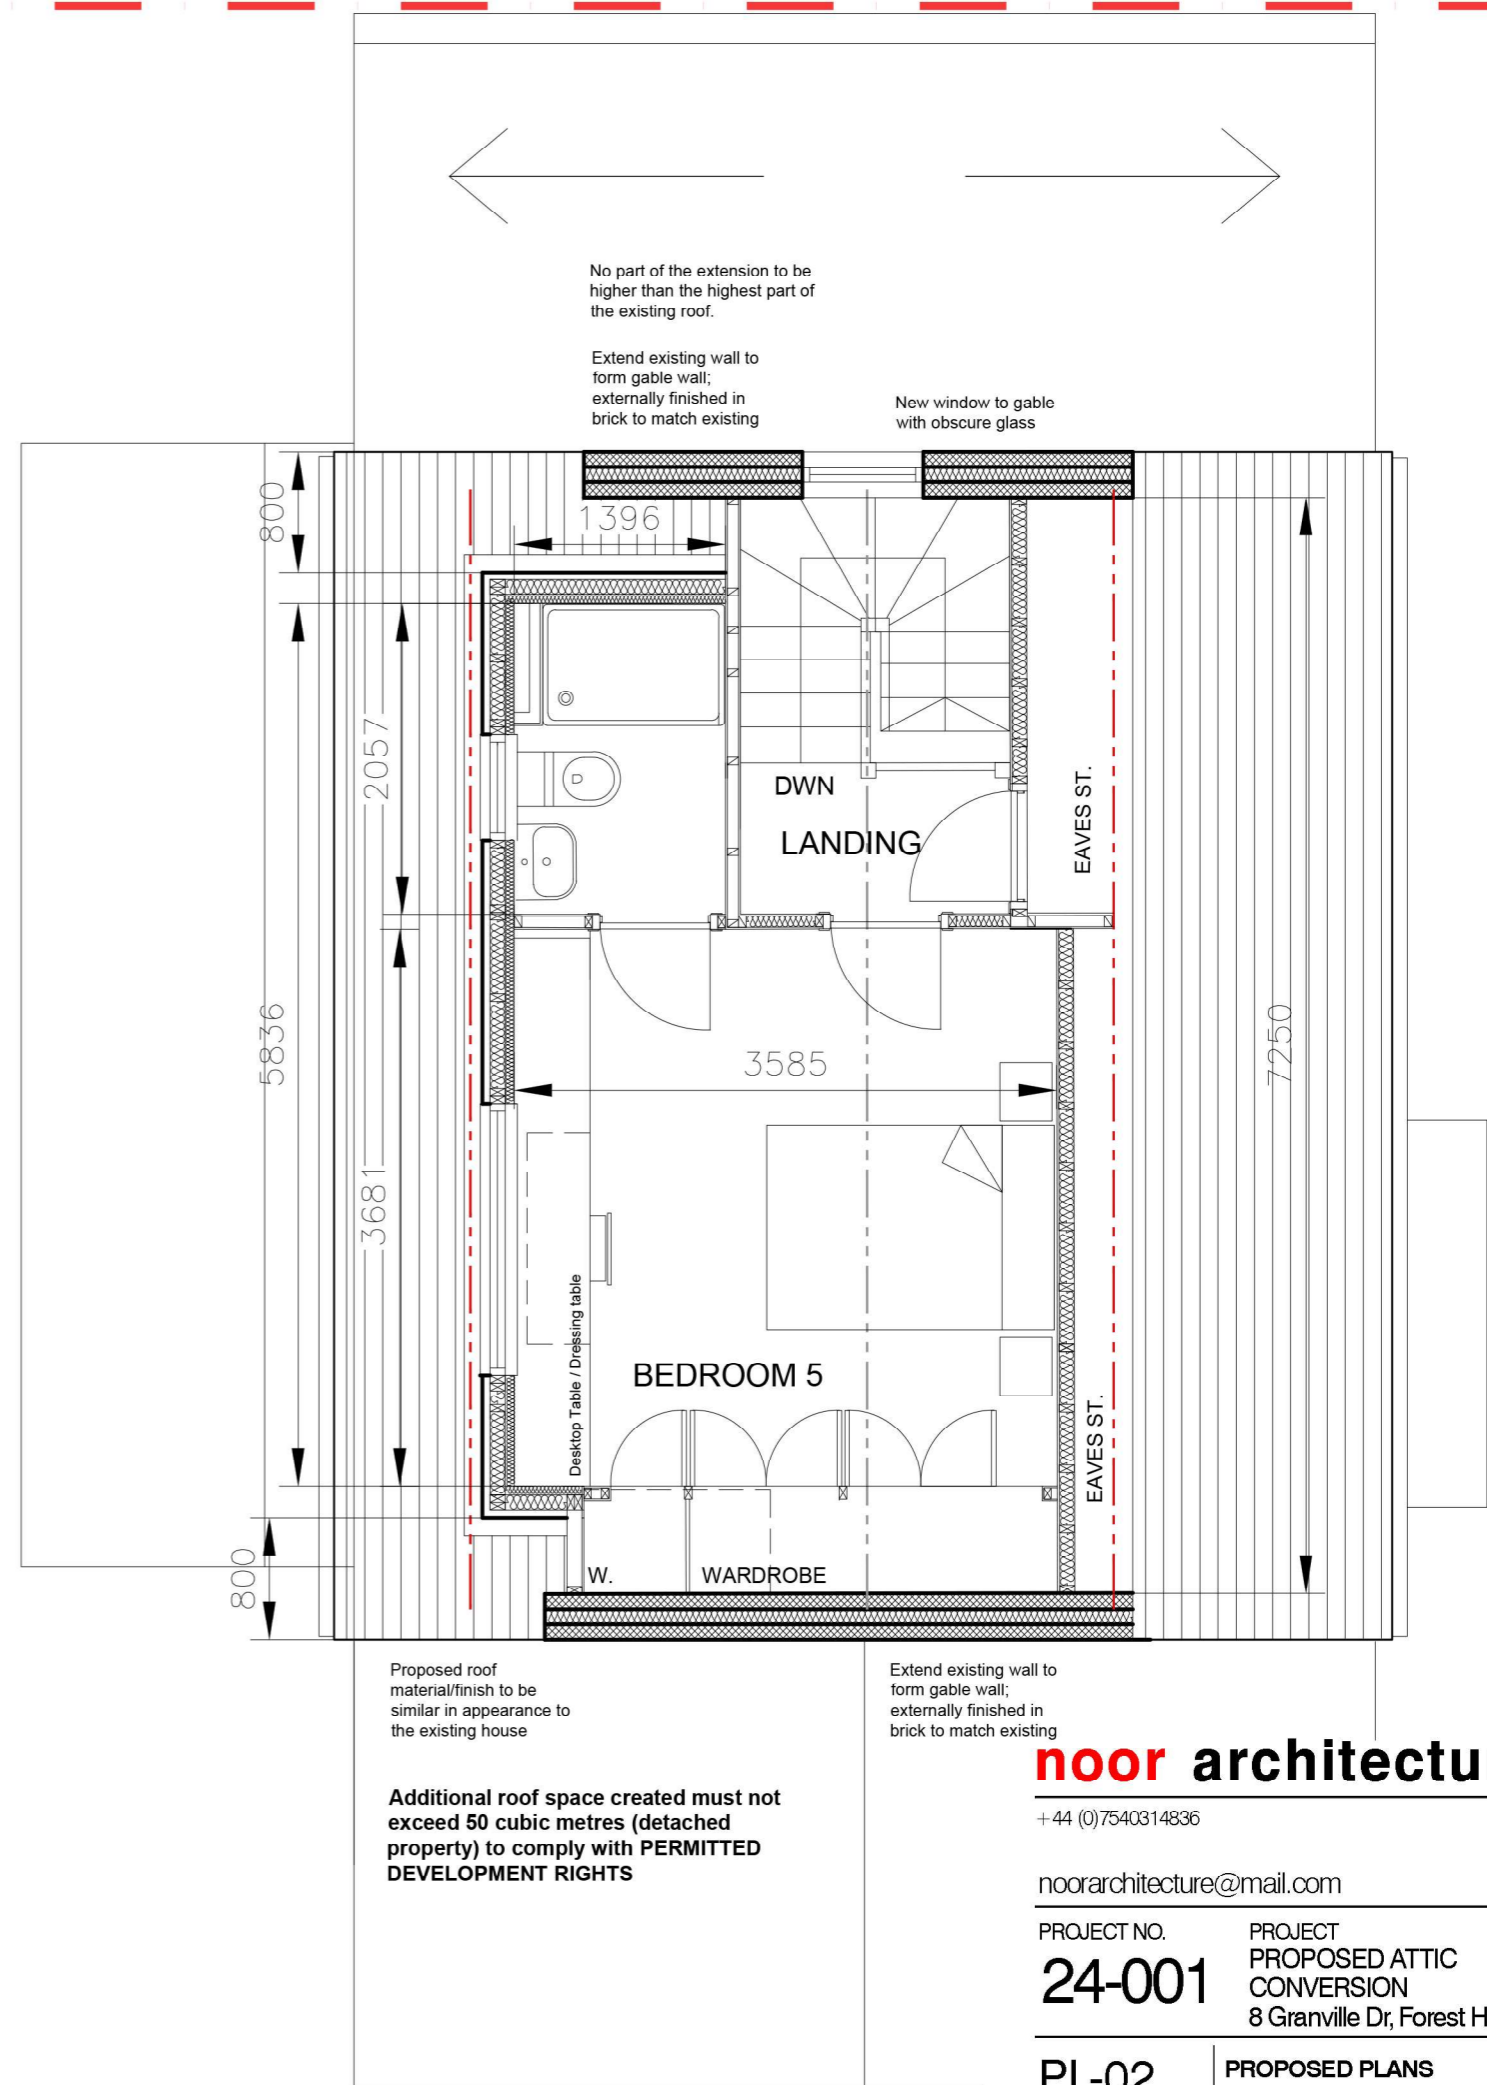 No part of the extension to be
higher than the highest part of
the existing roof.
Extend existing wall to
form gable wall;
externally finished in
brick to match existing
New window to gable
with obscure glass
800
1396
2057
DWN
LANDING
EAVES ST.
5836
3585
7250
3681
Desktop Table / Dressing table
BEDROOM 5
EAVES ST.
800
W.
WARDROBE
Proposed roof
material/finish to be
similar in appearance to
the existing house
Extend existing wall to
form gable wall;
externally finished in
brick to match existing
Additional roof space created must not
exceed 50 cubic metres (detached
property) to comply with PERMITTED
DEVELOPMENT RIGHTS
noor architectu
+44 (0)7540314836
noorarchitecture@mail.com
PROJECT NO.
24-001
PROJECT
PROPOSED ATTIC
CONVERSION
8 Granville Dr, Forest H
PL-02
PROPOSED PLANS